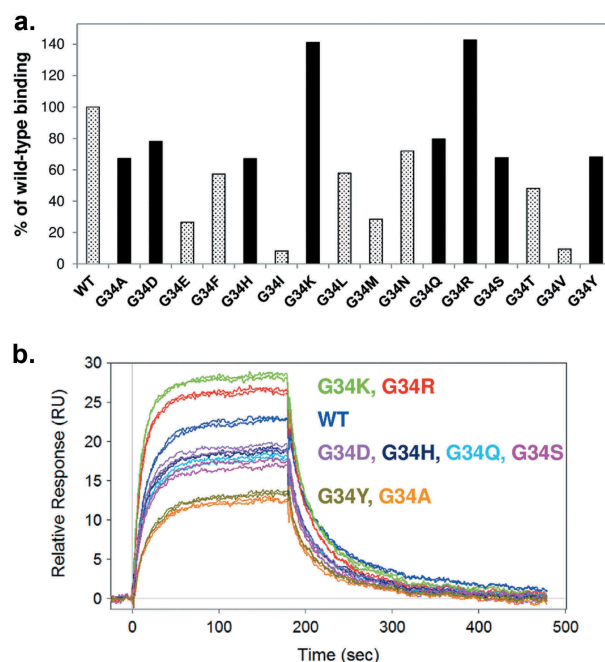 a.
% of wild-type binding
140
120
100
80
60
40
20
0
WT
G34A
G34D
G34E
G34F
G34H
G34I
G34K
G34L
G34M
G34N
G34Q
G34R
G34S
G34T
G34V
G34Y
b.
Relative Response (RU)
30
25
20
15
10
5
0
G34K, G34R
WT
G34D, G34H, G34Q, G34S
G34Y, G34A
0
100
200
300
400
500
Time (sec)